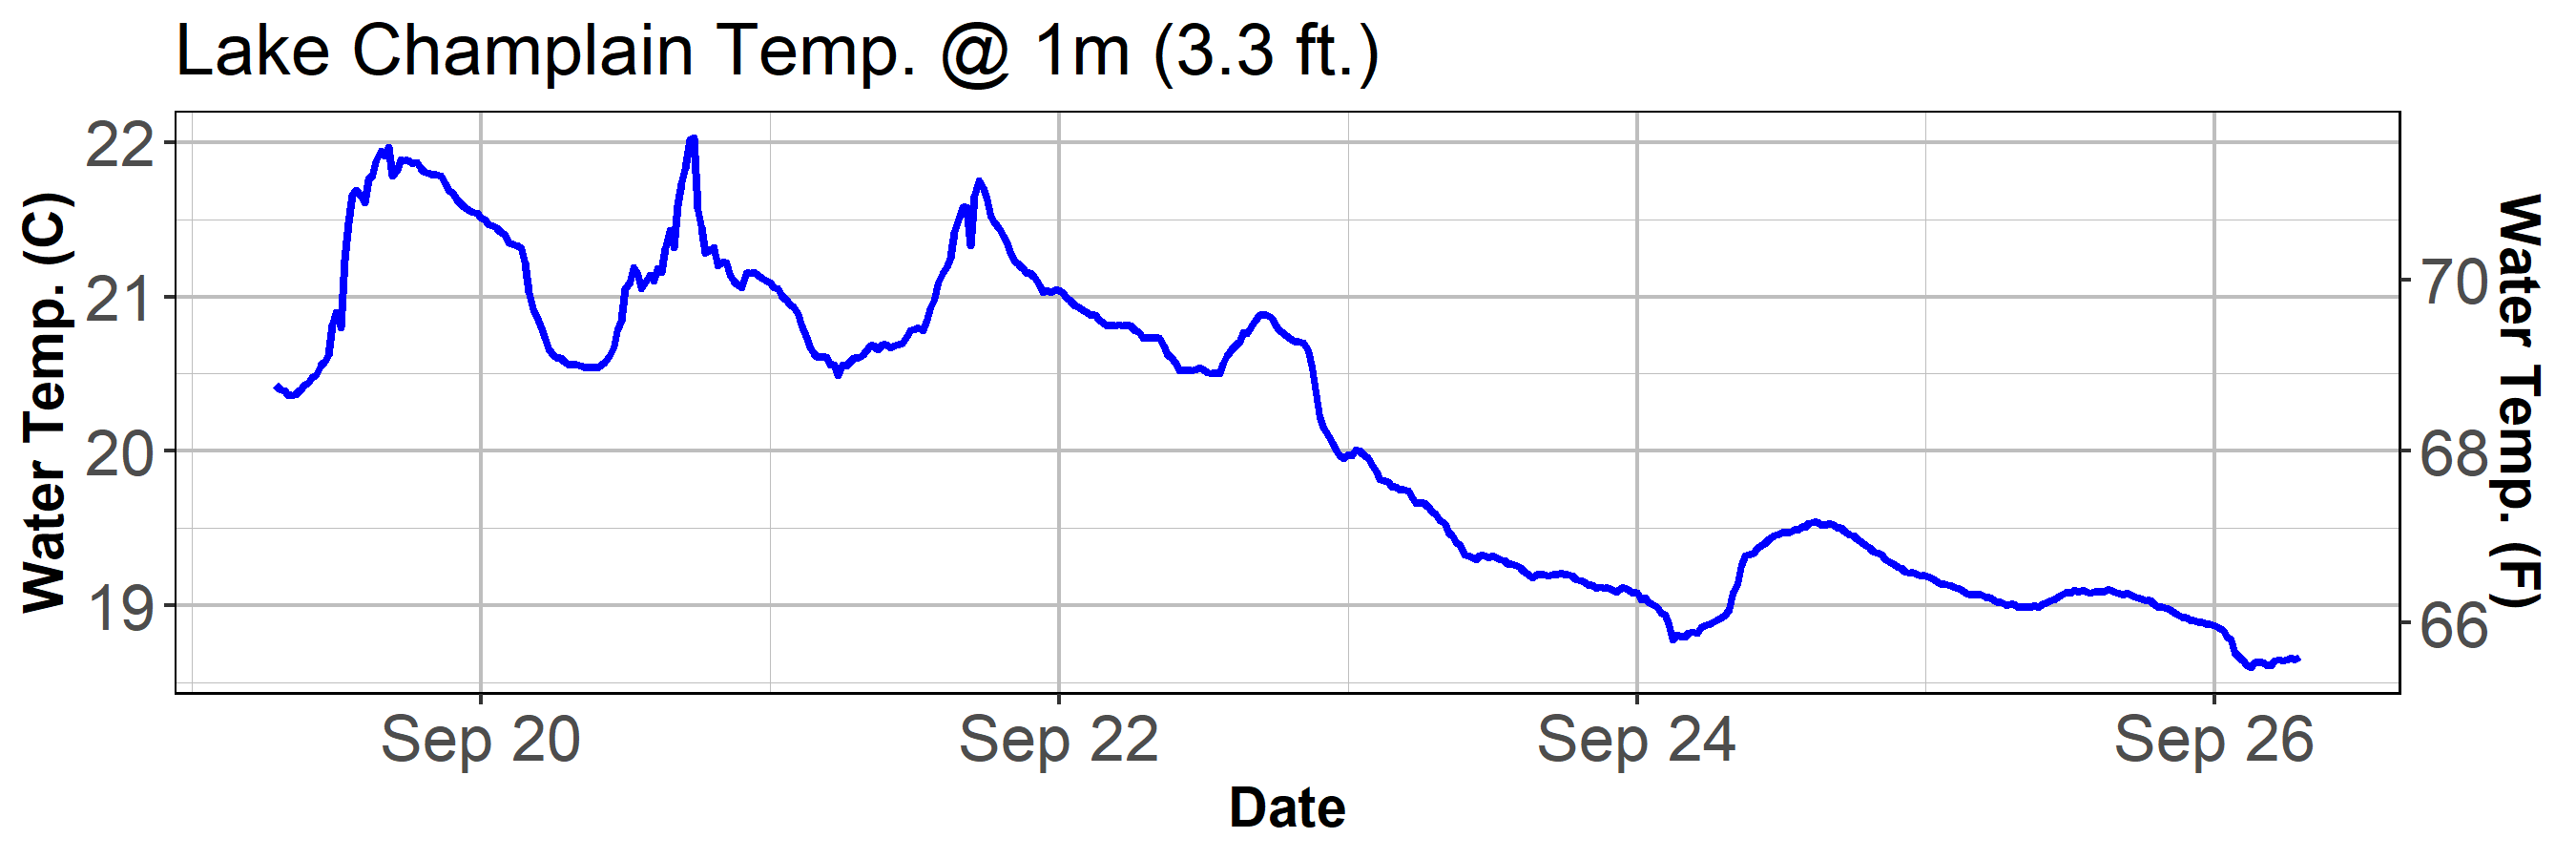 Lake Champlain Temp. @ 1m (3.3 ft.)
Water Temp. (C)
22
21
20
19
70
68
66
Water Temp. (F)
Sep 20 Sep 22 Sep 24 Sep 26
Date